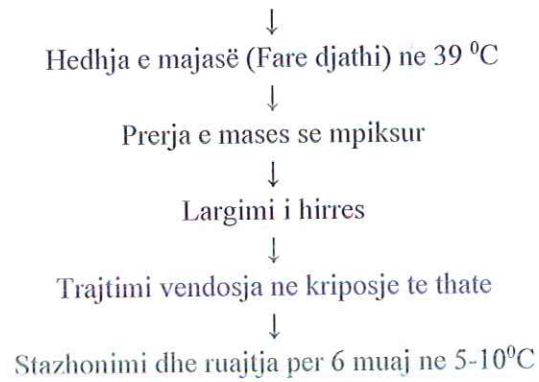 ↓
Hedhja e majasë (Fare djathi) ne 39 ⁰C
↓
Prerja e mases se mpiksur
↓
Largimi i hirres
↓
Trajtimi vendosja ne kriposje te thate
↓
Stazhonimi dhe ruajtja per 6 muaj ne 5-10⁰C